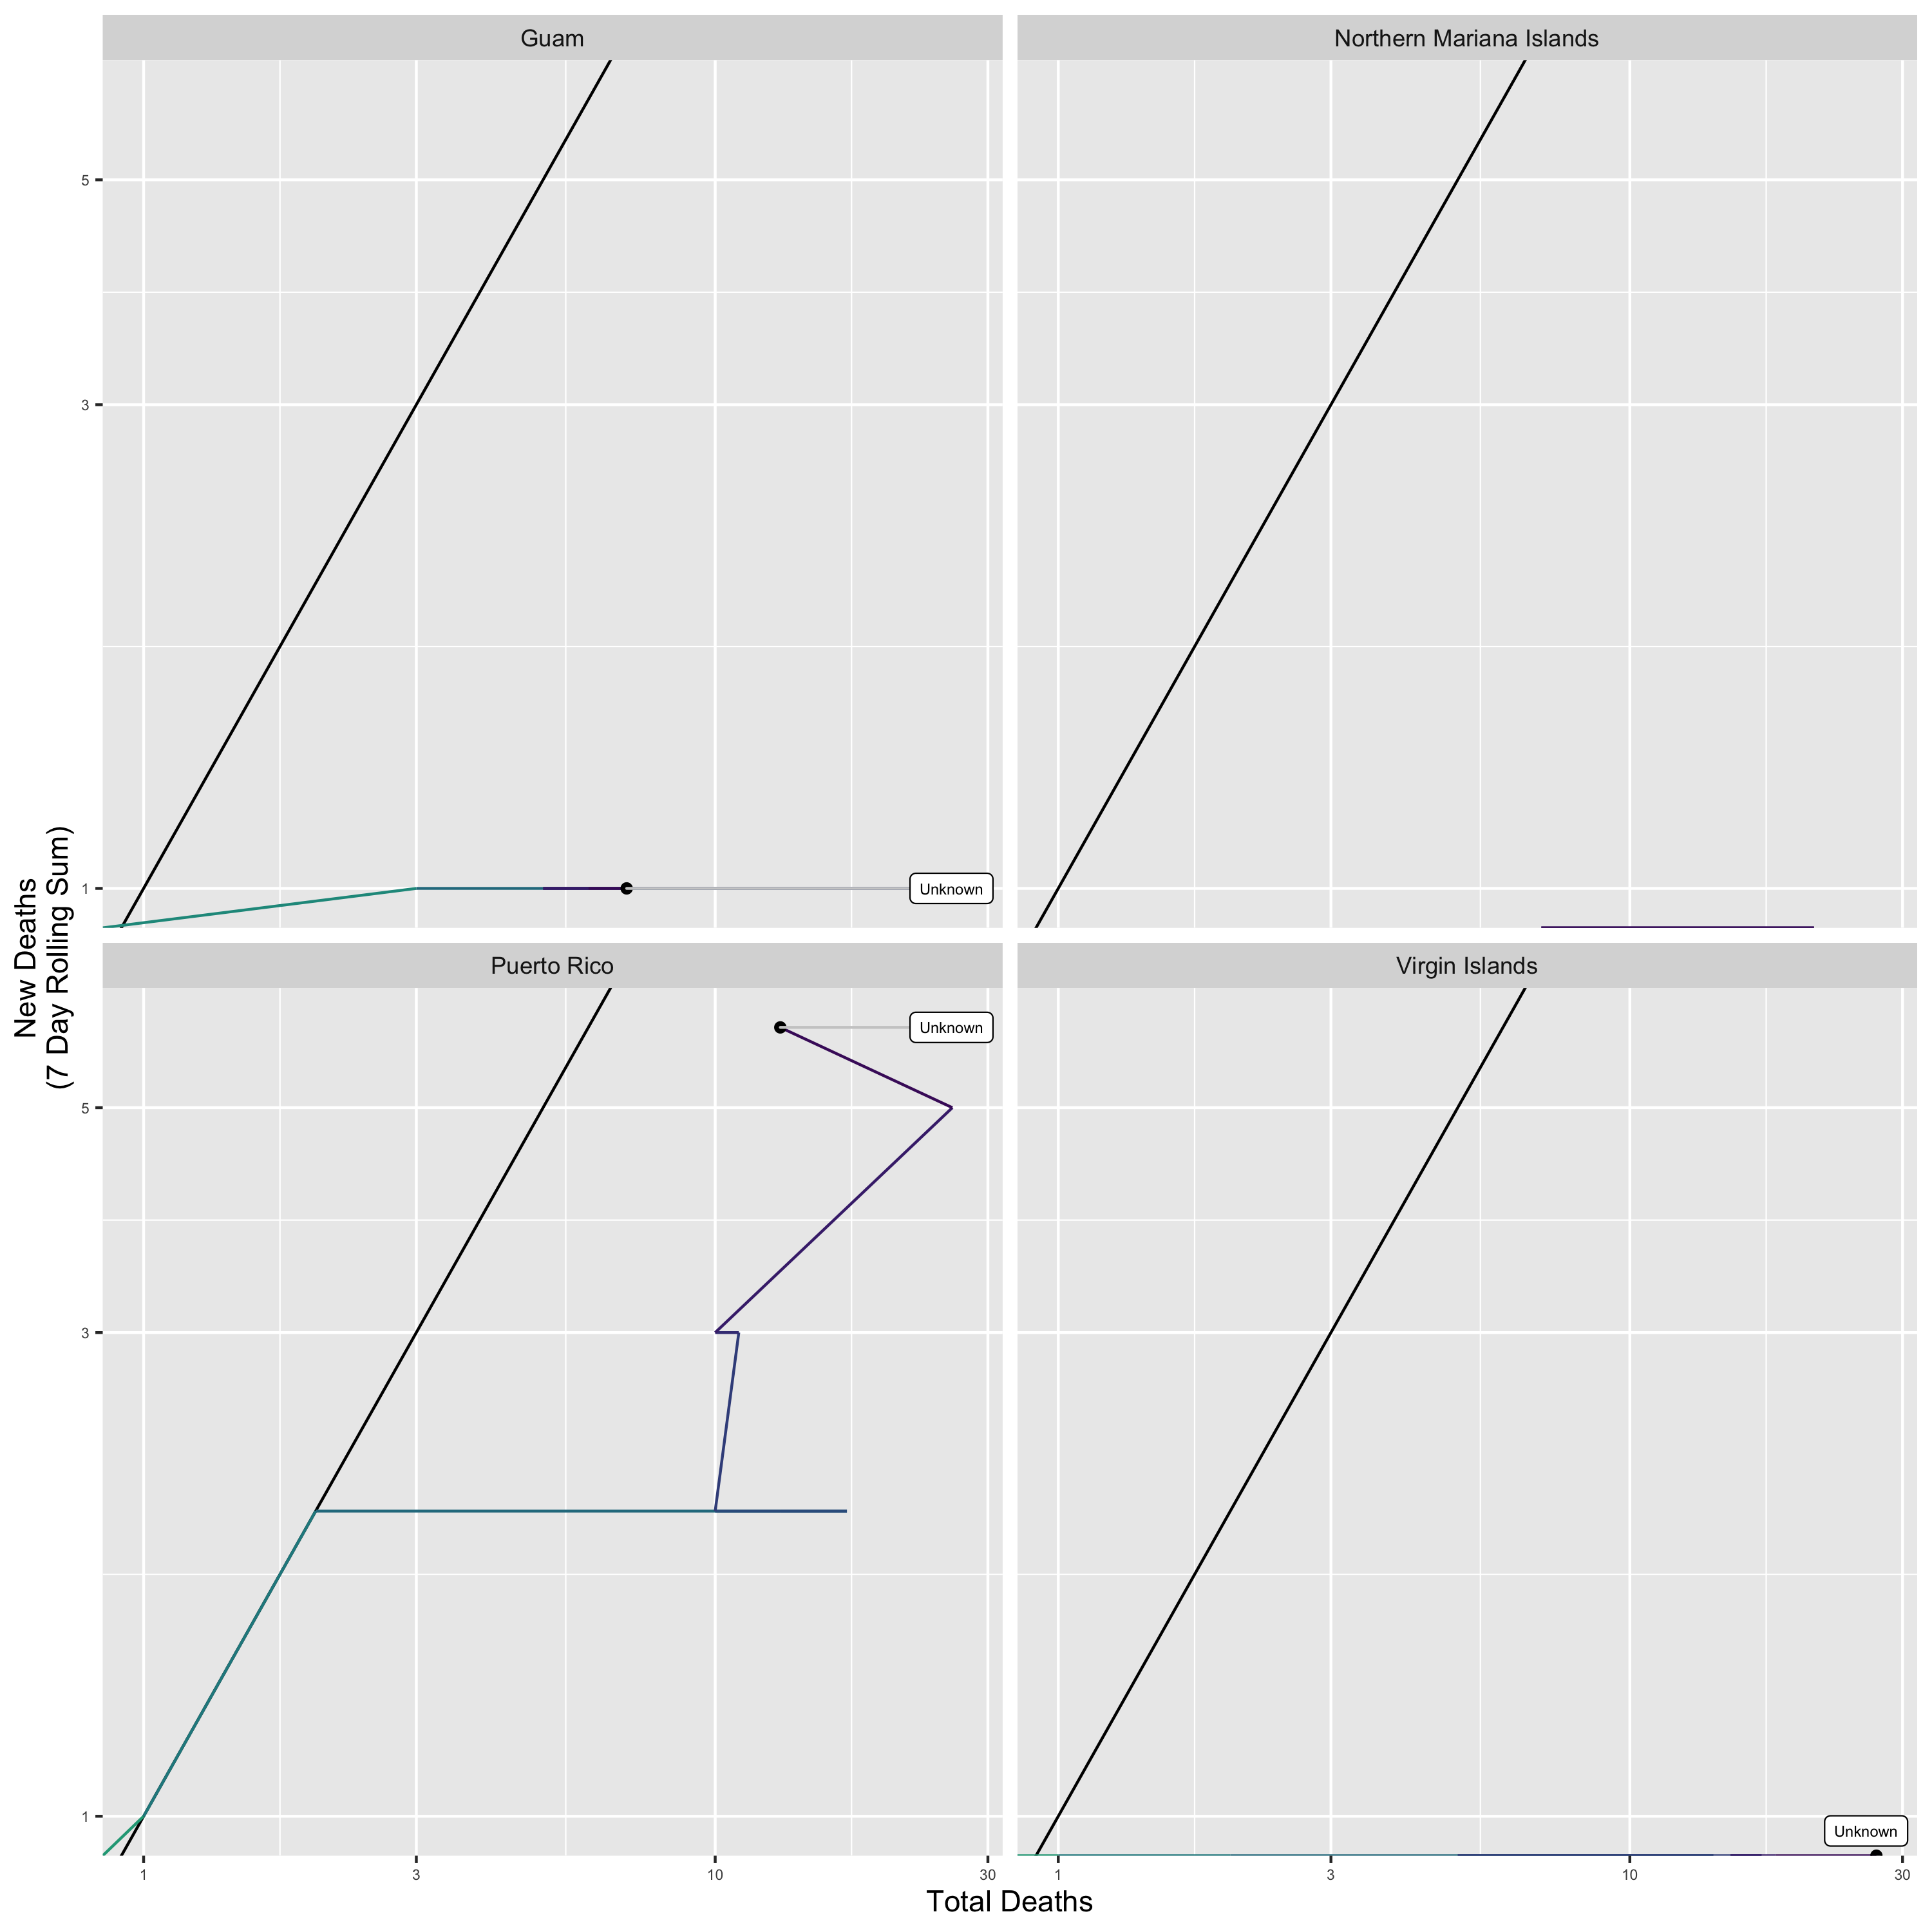 Guam
Northern Mariana Islands
5
3
1
Unknown
New Deaths
(7 Day Rolling Sum)
Puerto Rico
Virgin Islands
Unknown
5
3
1
Unknown
1
3
10
30
1
3
10
30
Total Deaths